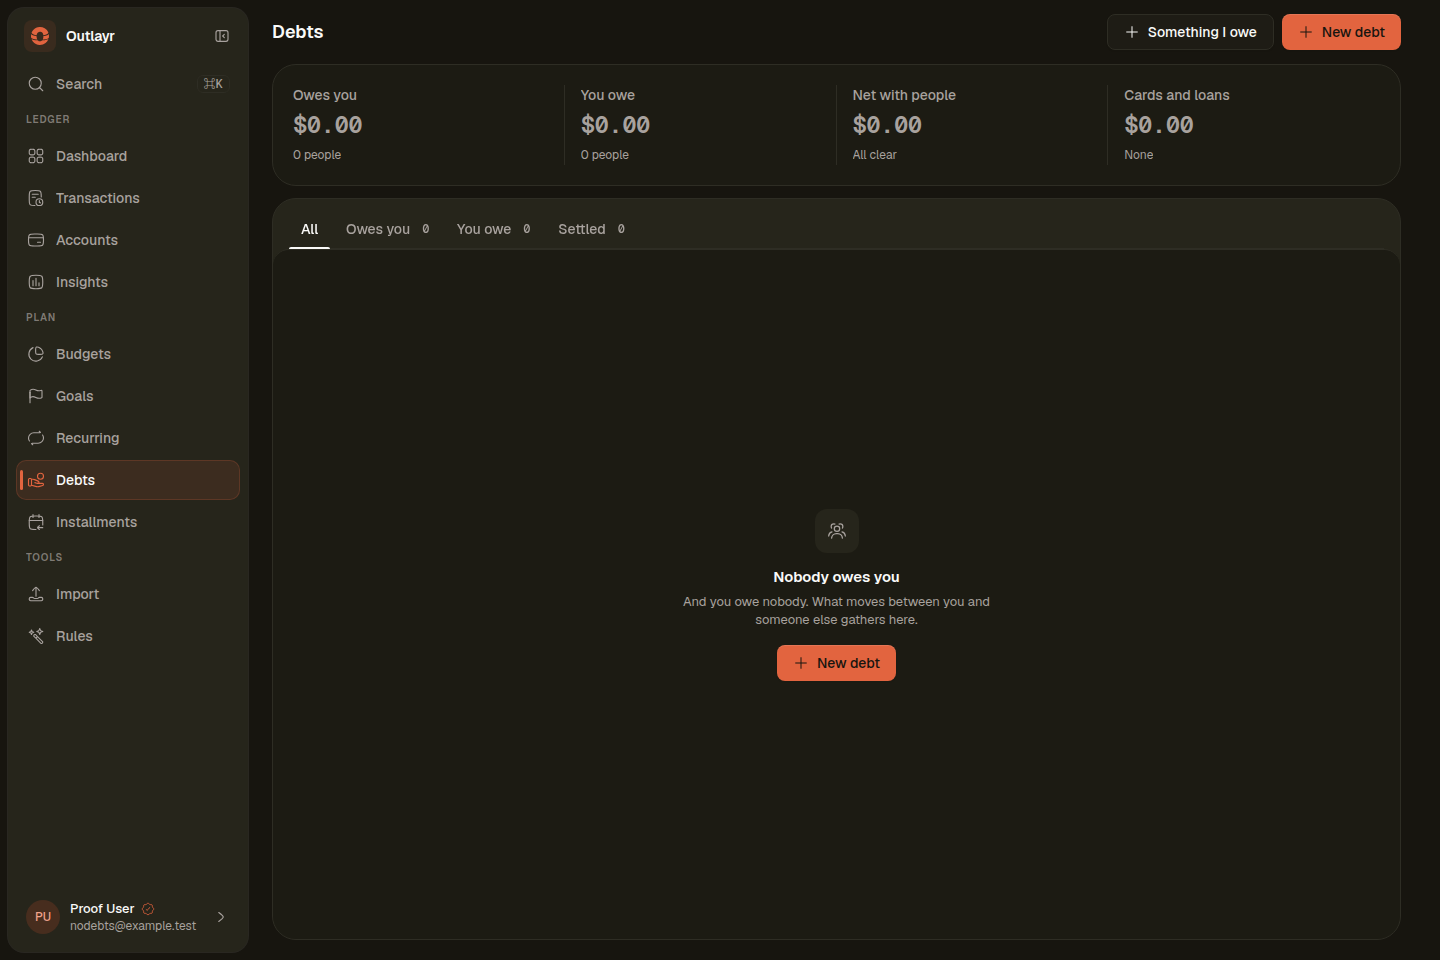 Outlayr
Search
⌘K
LEDGER
Dashboard
Transactions
Accounts
Insights
PLAN
Budgets
Goals
Recurring
Debts
Installments
TOOLS
Import
Rules
PU
Proof User
nodebts@example.test
Debts
Something I owe
New debt
Owes you
$0.00
0 people
You owe
$0.00
0 people
Net with people
$0.00
All clear
Cards and loans
$0.00
None
All
Owes you 0
You owe 0
Settled 0
Nobody owes you
And you owe nobody. What moves between you and
someone else gathers here.
New debt